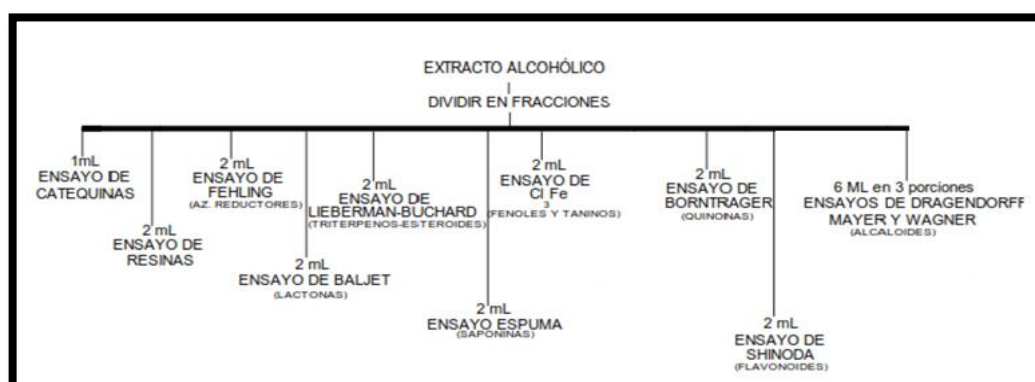 EXTRACTO ALCOHÓLICO
DIVIDIR EN FRACCIONES
1mL
ENSAYO DE
CATEQUINAS
2 mL
ENSAYO DE
RESINAS
2 mL
ENSAYO DE
FEHLING
(AZ. REDUCTORES)
2 mL
ENSAYO DE BALJET
(LACTONAS)
2 mL
ENSAYO DE
LIEBERMAN-BUCHARD
(TRITERPENOS-ESTEROIDES)
2 mL
ENSAYO ESPUMA
(SAPONINAS)
2 mL
ENSAYO DE
Cl Fe
3
(FENOLES Y TANINOS)
2 mL
ENSAYO DE
BORNTRAGER
(QUINOINAS)
2 mL
ENSAYO DE
SHINODA
(FLAVONOIDES)
6 ML en 3 porciones
ENSAYOS DE DRAGENDORFF
MAYER Y WAGNER
(ALCALOIDES)